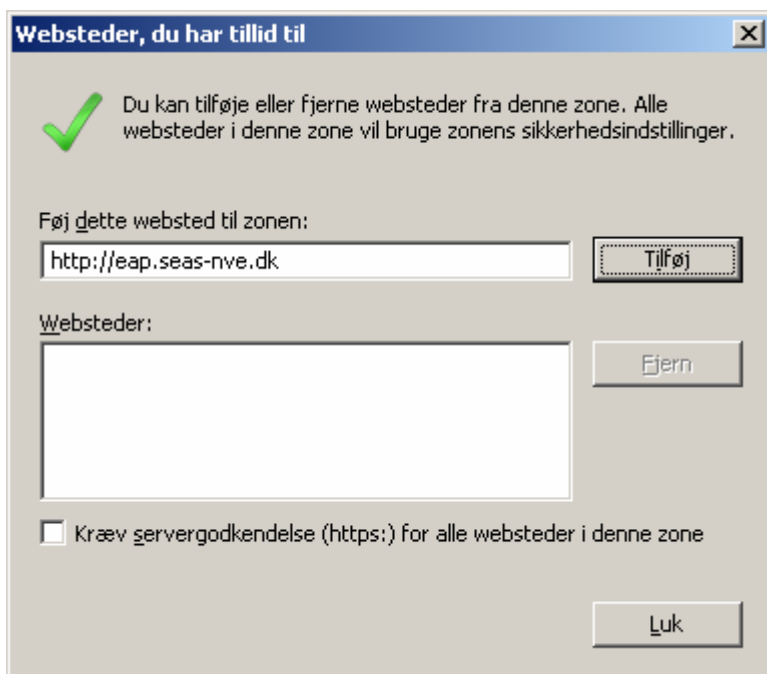 Websteder, du har tillid til
Du kan tilføje eller fjerne websteder fra denne zone. Alle
websteder i denne zone vil bruge zonens sikkerhedsindstillinger.
Føj dette websted til zonen:
http://eap.seas-nve.dk
Tilføj
Websteder:
Fjern
Kræv servergodkendelse (https:) for alle websteder i denne zone
Luk